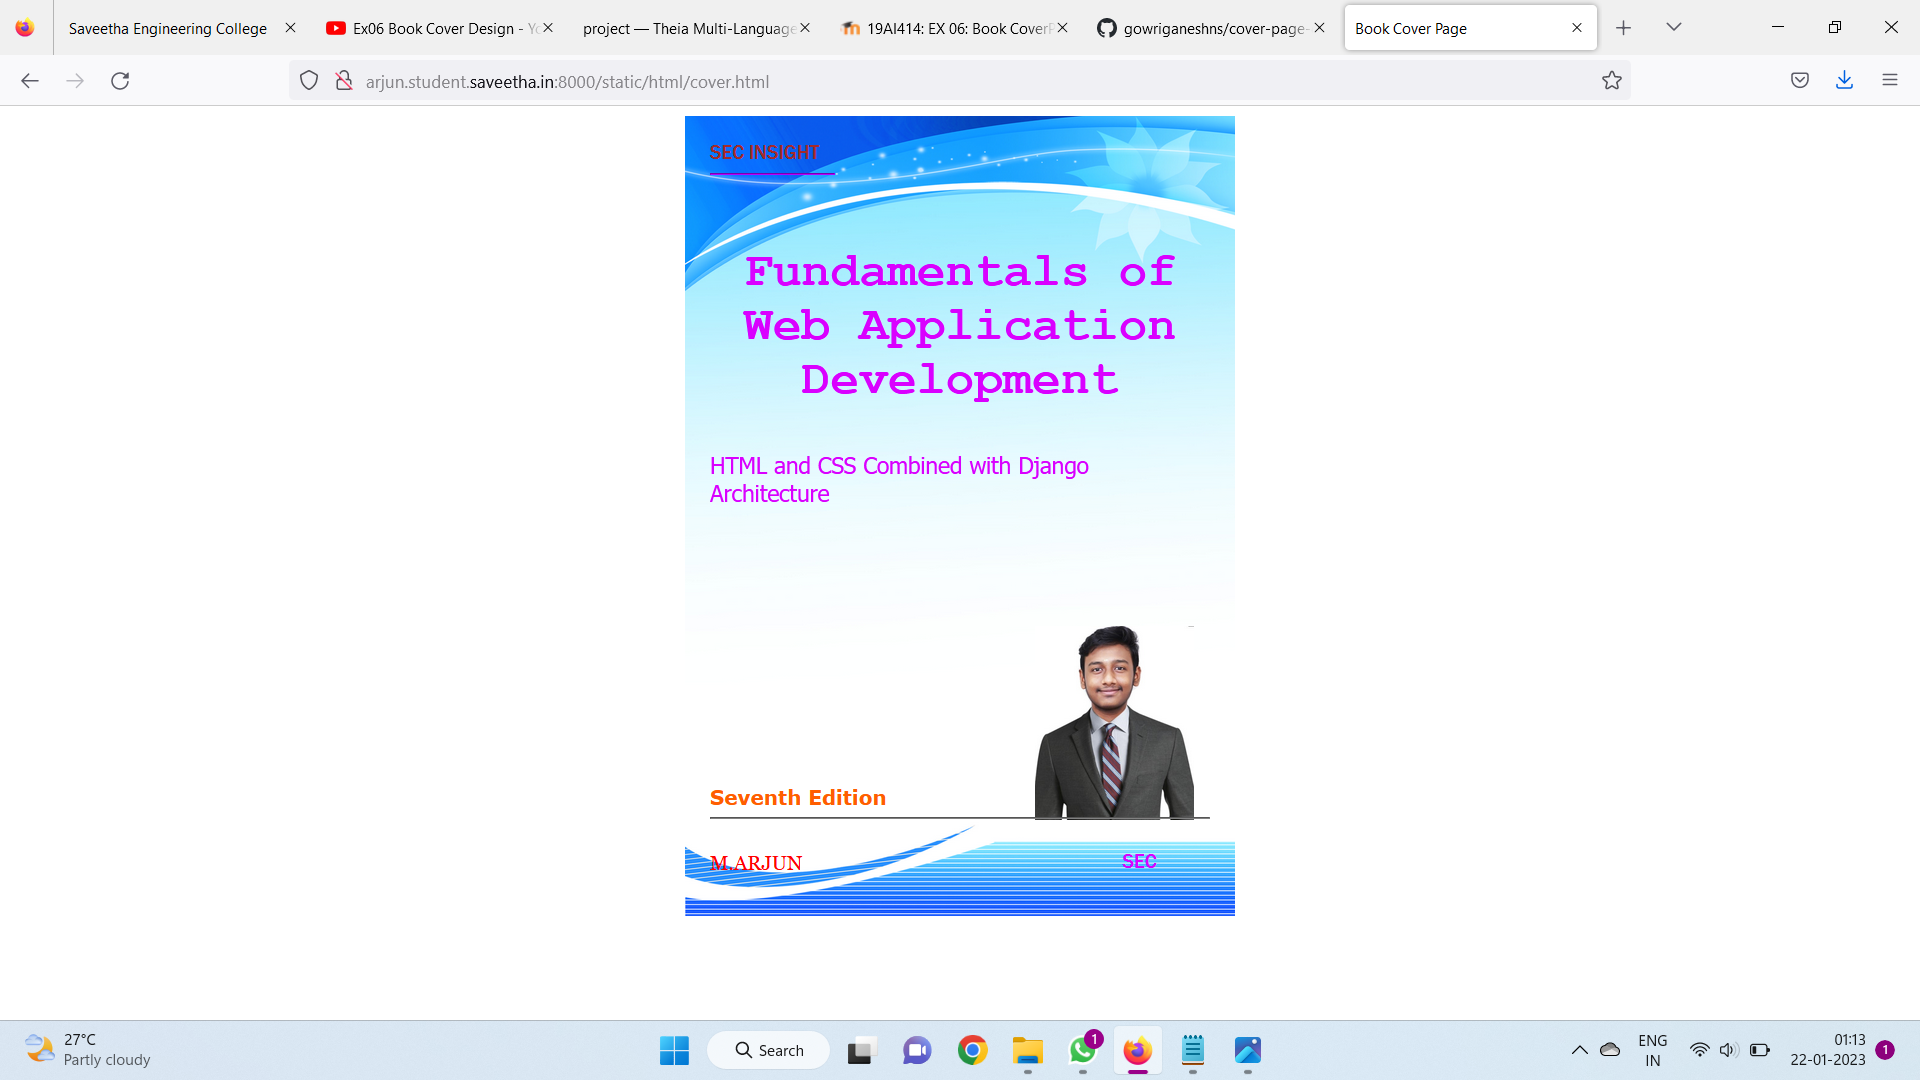 Saveetha Engineering College
Ex06 Book Cover Design - Yo
project — Theia Multi-Language
19AI414: EX 06: Book CoverP
gowriganeshns/cover-page-
Book Cover Page
arjun.student.saveetha.in:8000/static/html/cover.html
SEC INSIGHT
Fundamentals of
Web Application
Development
HTML and CSS Combined with Django
Architecture
Seventh Edition
M.ARJUN
SEC
27°C
Partly cloudy
Search
1
ENG
IN
01:13
22-01-2023
1